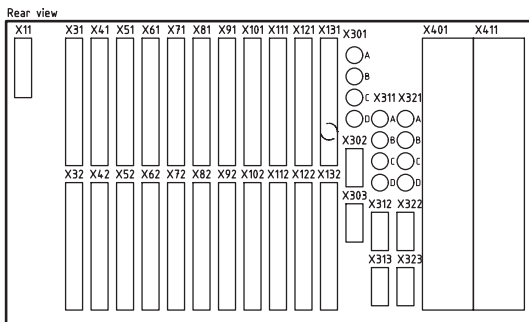 Rear view
X11 X31 X41 X51 X61 X71 X81 X91 X101 X111 X121 X131 X301 X401 X411
A
B
C X311 X321
D A A
B B
X302
C C
D D
X32 X42 X52 X62 X72 X82 X92 X102 X112 X122 X132
X303
X312 X322
X313 X323